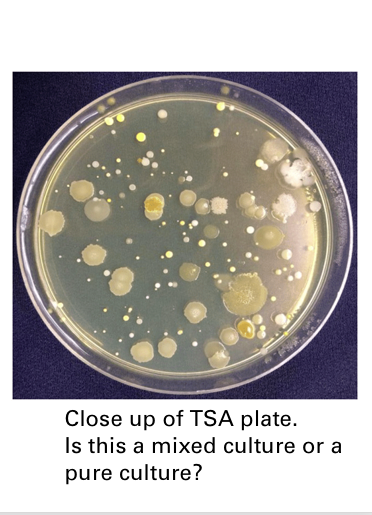 Close up of TSA plate.
Is this a mixed culture or a
pure culture?